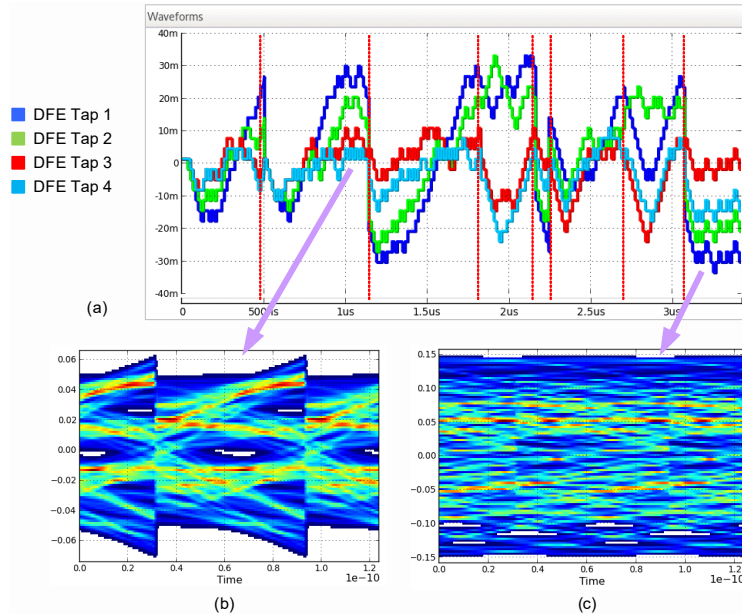 Waveforms
40m
30m
20m
10m
0
10m
20m
30m
40m
0
500ns
1us
1.5us
2us
2.5us
3us
DFE Tap 1
DFE Tap 2
DFE Tap 3
DFE Tap 4
(a)
0.06
0.04
0.02
0.00
−0.02
−0.04
−0.06
0.0 0.2 0.4 0.6 0.8 1.0 1.2
Time
1e−10
(b)
0.15
0.10
0.05
0.00
−0.05
−0.10
−0.15
0.0 0.2 0.4 0.6 0.8 1.0 1.2
Time
1e−10
(c)